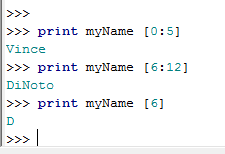 >>>
>>> print myName [0:5]
Vince
>>> print myName [6:12]
DiNoto
>>> print myName [6]
D
>>>